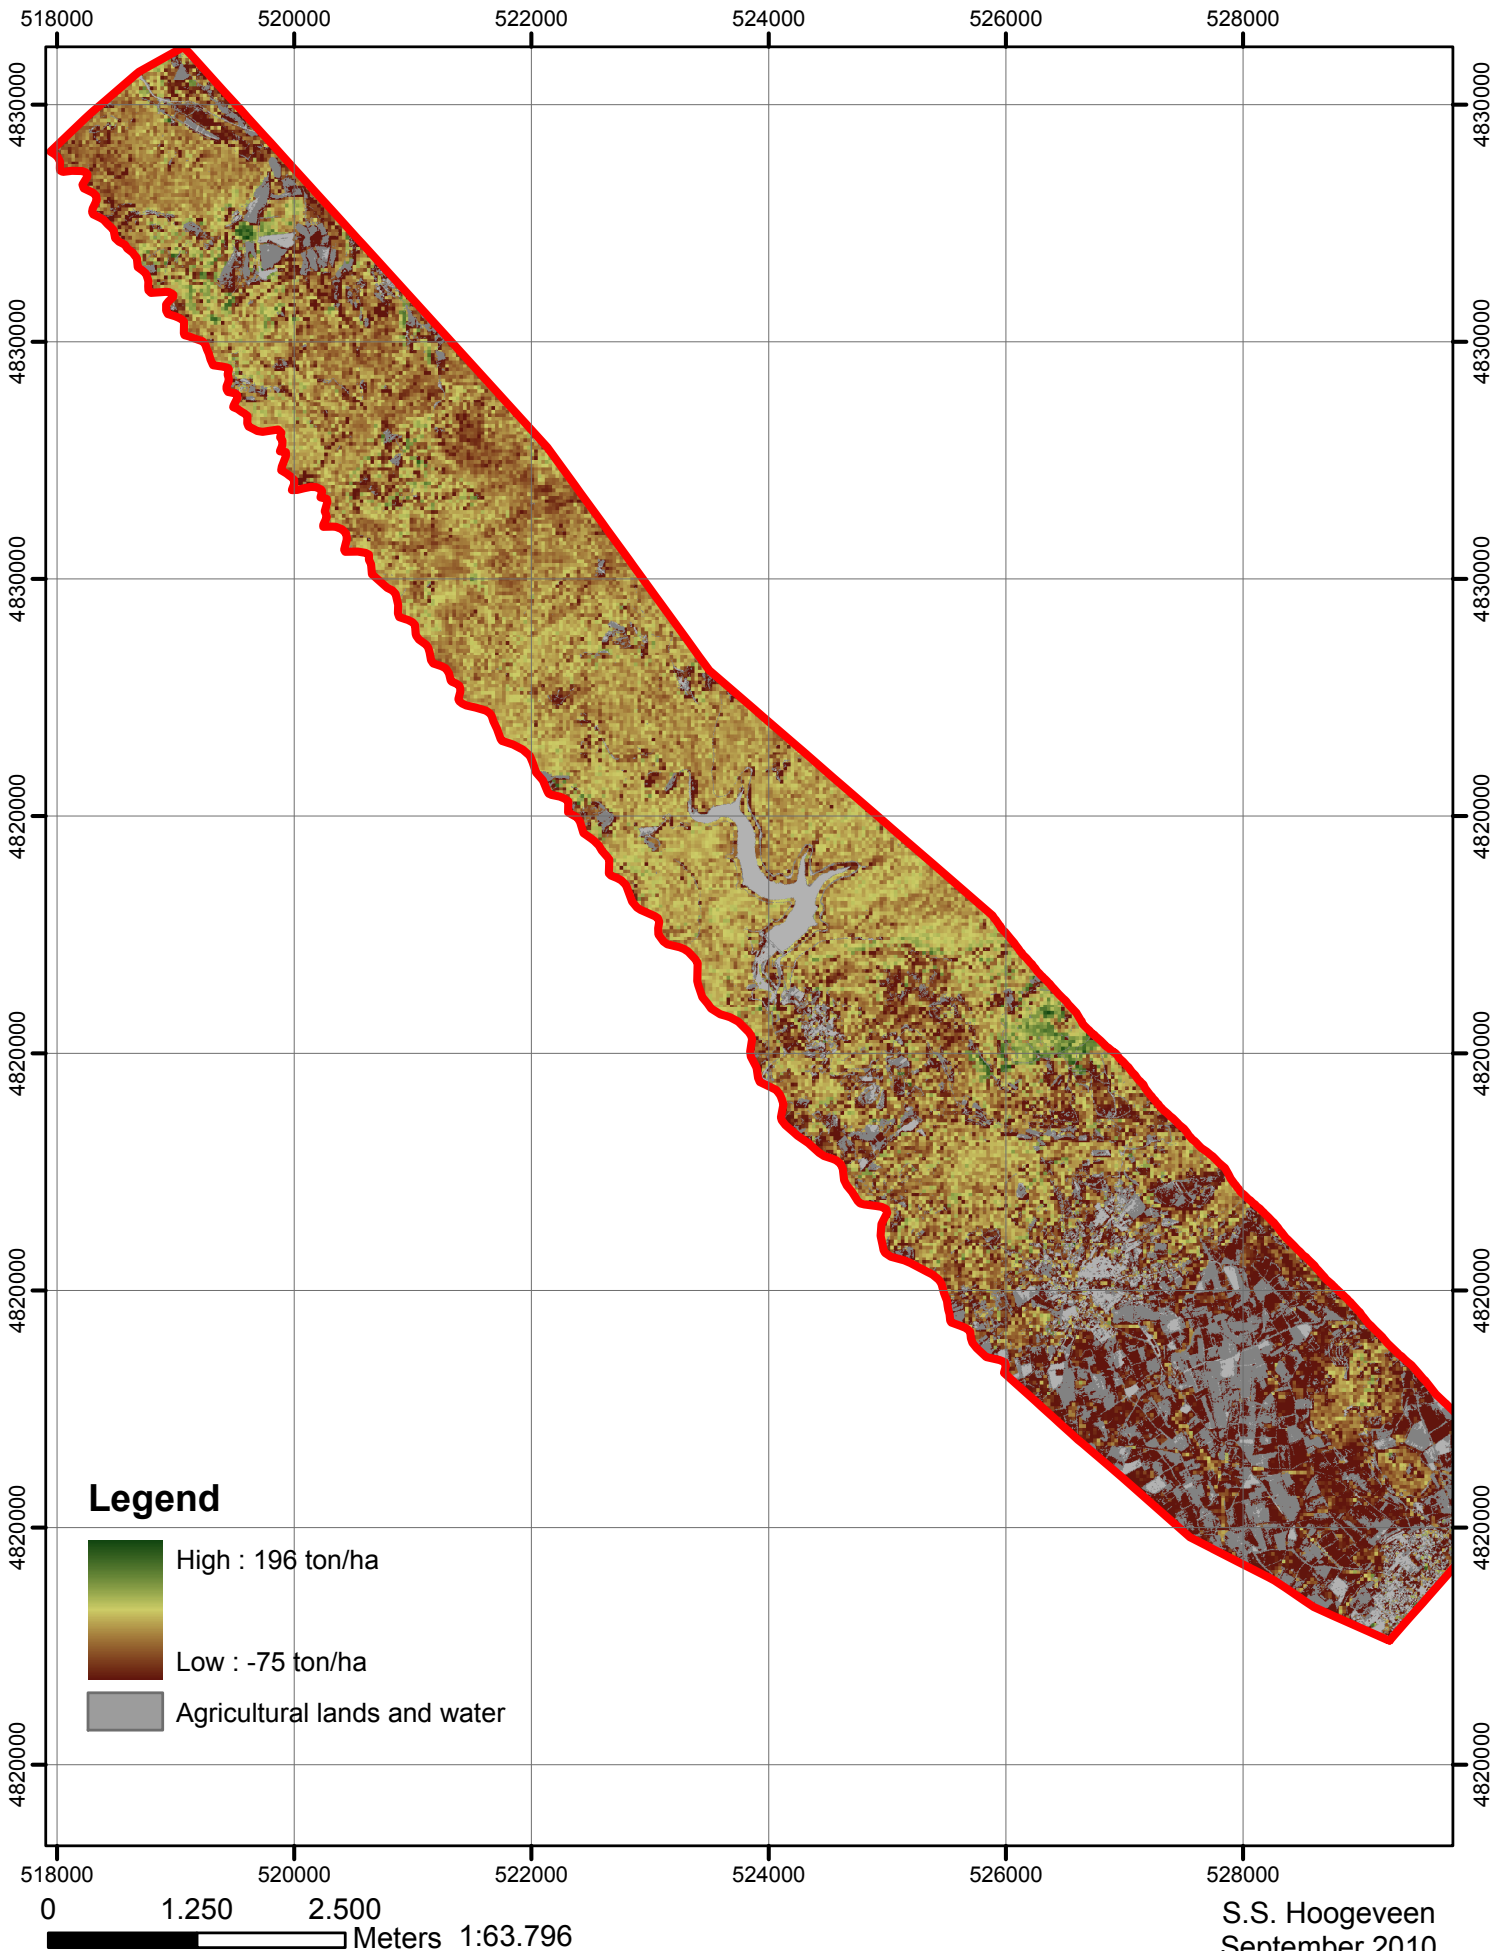 518000 520000 522000 524000 526000 528000
4830000 4830000
4830000 4830000
4830000 4830000
4820000 4820000
4820000 4820000
4820000 4820000
4820000 4820000
4820000 4820000
Legend
High : 196 ton/ha
Low : -75 ton/ha
Agricultural lands and water
518000 520000 522000 524000 526000 528000
0 1.250 2.500
Meters 1:63.796
S.S. Hoogeveen
September 2010